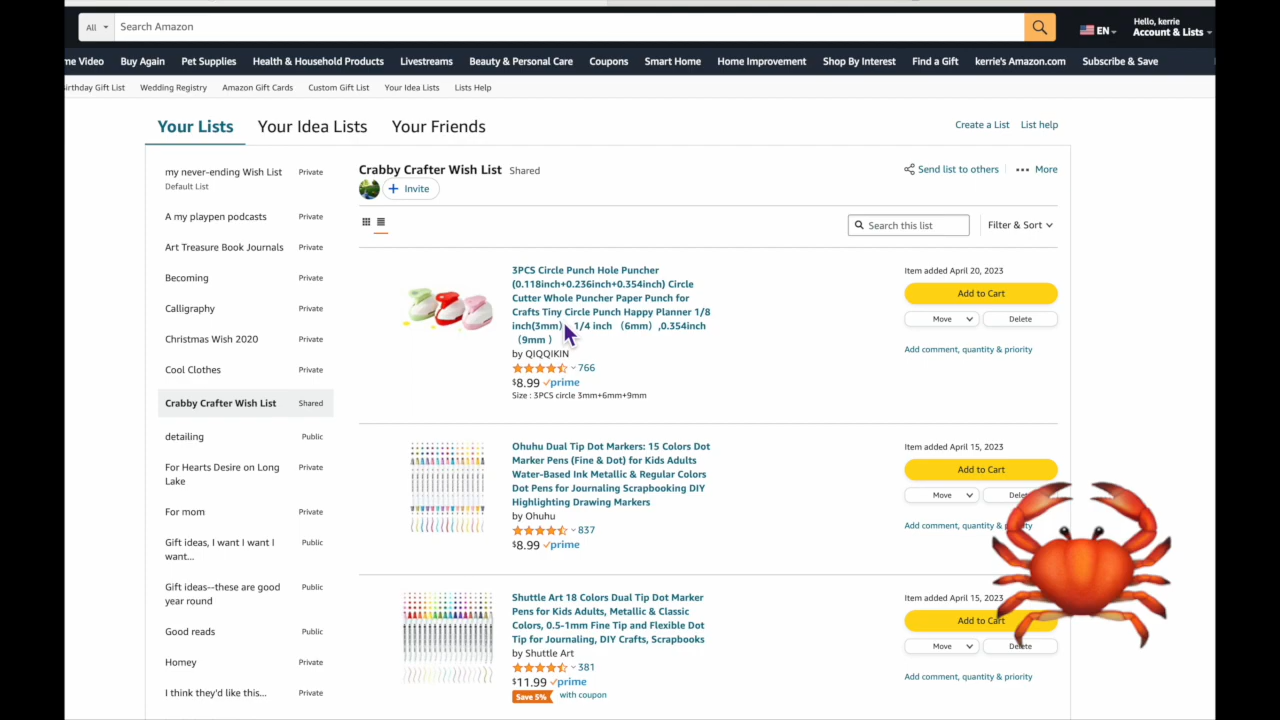 All
Search Amazon
EN
Hello, kerrie
Account & Lists
me Video Buy Again Pet Supplies Health & Household Products Livestreams Beauty & Personal Care Coupons Smart Home Home Improvement Shop By Interest Find a Gift kerrie's Amazon.com Subscribe & Save
irthday Gift List Wedding Registry Amazon Gift Cards Custom Gift List Your Idea Lists Lists Help
Your Lists Your Idea Lists Your Friends
Create a List List help
my never-ending Wish List Private
Default List
A my playpen podcasts Private
Art Treasure Book Journals Private
Becoming Private
Calligraphy Private
Christmas Wish 2020 Private
Cool Clothes Private
Crabby Crafter Wish List Shared
detailing Public
For Hearts Desire on Long Private
Lake
For mom Private
Gift ideas, I want I want I Public
want...
Gift ideas--these are good Public
year round
Good reads Public
Homey Private
I think they'd like this... Private
Crabby Crafter Wish List Shared
Invite
Send list to others
More
Search this list
Filter & Sort
3PCS Circle Punch Hole Puncher
(0.118inch+0.236inch+0.354inch) Circle
Cutter Whole Puncher Paper Punch for
Crafts Tiny Circle Punch Happy Planner 1/8
inch(3mm) 1/4 inch （6mm）,0.354inch
（9mm ）
by QIQQIKIN
766
$8.99 prime
Size : 3PCS circle 3mm+6mm+9mm
Item added April 20, 2023
Add to Cart
Move Delete
Add comment, quantity & priority
Ohuhu Dual Tip Dot Markers: 15 Colors Dot
Marker Pens (Fine & Dot) for Kids Adults
Water-Based Ink Metallic & Regular Colors
Dot Pens for Journaling Scrapbooking DIY
Highlighting Drawing Markers
by Ohuhu
837
$8.99 prime
Item added April 15, 2023
Add to Cart
Move Delete
Add comment, quantity & priority
Shuttle Art 18 Colors Dual Tip Dot Marker
Pens for Kids Adults, Metallic & Classic
Colors, 0.5-1mm Fine Tip and Flexible Dot
Tip for Journaling, DIY Crafts, Scrapbooks
by Shuttle Art
381
$11.99 prime
Save 5% with coupon
Item added April 15, 2023
Add to Cart
Move Delete
Add comment, quantity & priority